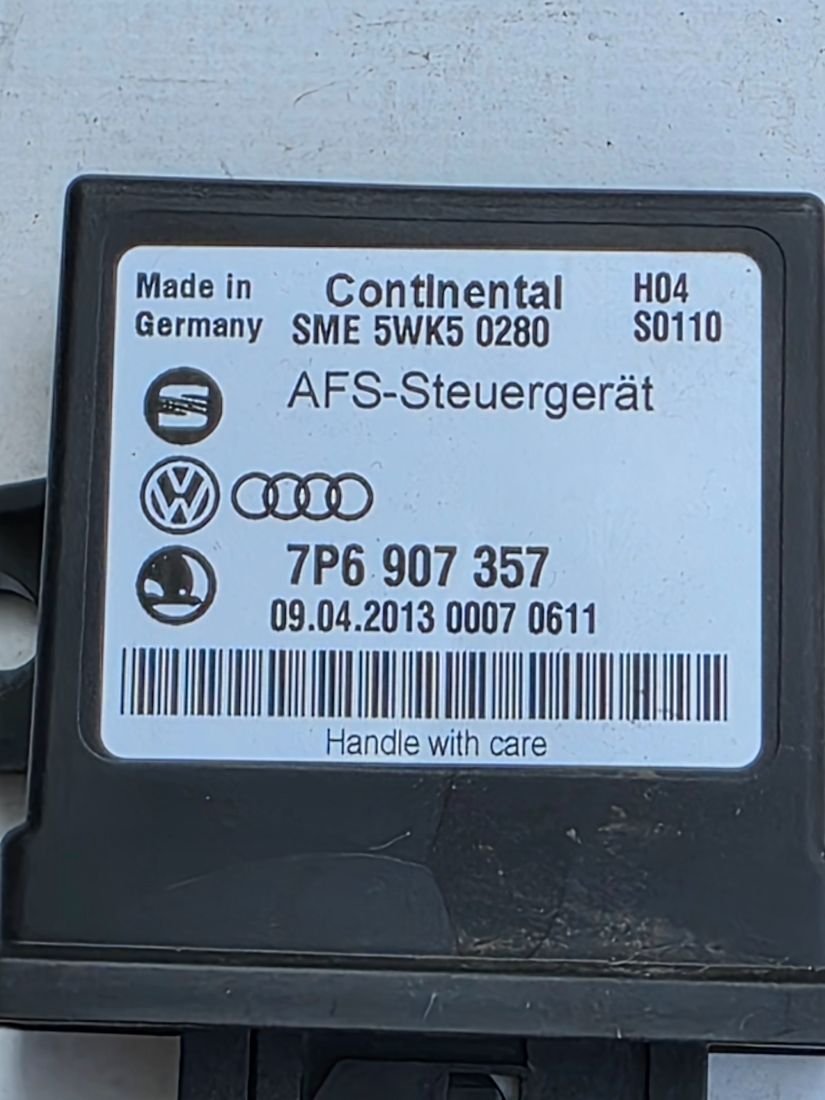 Made in Continental H04
Germany SME 5WK5 0280 S0110
AFS-Steuergerät
7P6 907 357
09.04.2013 0007 0611
Handle with care